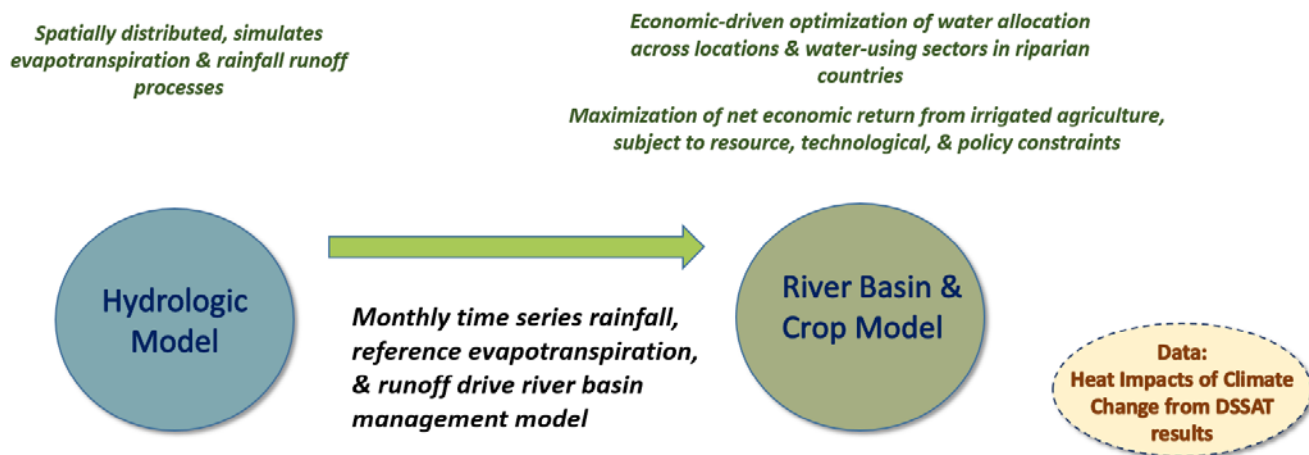 Spatially distributed, simulates
evapotranspiration & rainfall runoff
processes
Economic-driven optimization of water allocation
across locations & water-using sectors in riparian
countries
Maximization of net economic return from irrigated agriculture,
subject to resource, technological, & policy constraints
Hydrologic
Model
Monthly time series rainfall,
reference evapotranspiration,
& runoff drive river basin
management model
River Basin &
Crop Model
Data:
Heat Impacts of Climate
Change from DSSAT
results